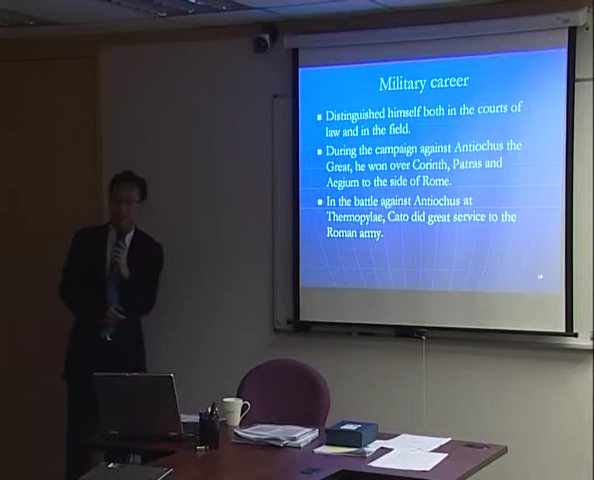 Military career
Distinguished himself both in the courts of
law and in the field.
During the campaign against Antiochus the
Great, he won over Corinth, Patras and
Aegium to the side of Rome.
In the battle against Antiochus at
Thermopylae, Cato did great service to the
Roman army.